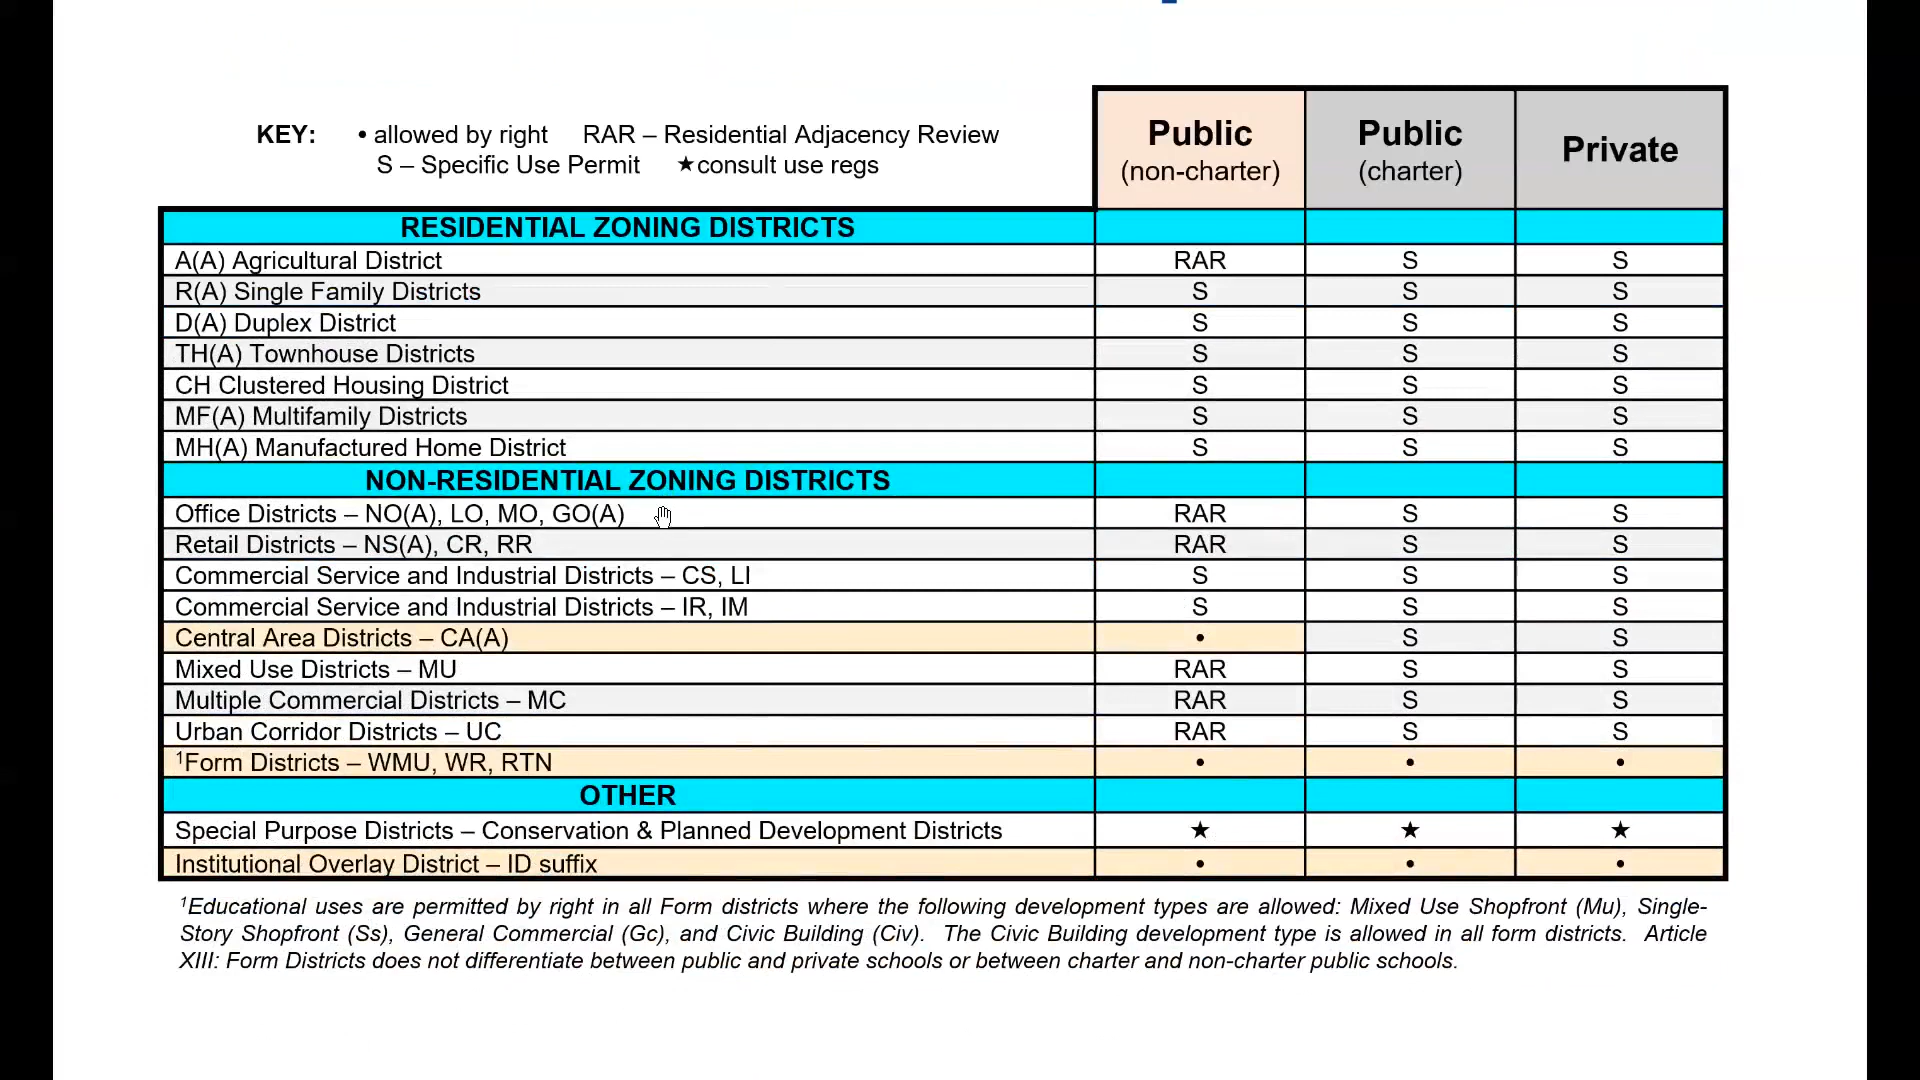 KEY: • allowed by right RAR – Residential Adjacency Review
S – Specific Use Permit ★consult use regs
Public (non-charter) Public (charter) Private
RESIDENTIAL ZONING DISTRICTS
A(A) Agricultural District RAR S S
R(A) Single Family Districts S S S
D(A) Duplex District S S S
TH(A) Townhouse Districts S S S
CH Clustered Housing District S S S
MF(A) Multifamily Districts S S S
MH(A) Manufactured Home District S S S
NON-RESIDENTIAL ZONING DISTRICTS
Office Districts – NO(A), LO, MO, GO(A) RAR S S
Retail Districts – NS(A), CR, RR RAR S S
Commercial Service and Industrial Districts – CS, LI S S S
Commercial Service and Industrial Districts – IR, IM S S S
Central Area Districts – CA(A) • S S
Mixed Use Districts – MU RAR S S
Multiple Commercial Districts – MC RAR S S
Urban Corridor Districts – UC RAR S S
¹Form Districts – WMU, WR, RTN • • •
OTHER
Special Purpose Districts – Conservation & Planned Development Districts ★ ★ ★
Institutional Overlay District – ID suffix • • •
¹Educational uses are permitted by right in all Form districts where the following development types are allowed: Mixed Use Shopfront (Mu), Single-
Story Shopfront (Ss), General Commercial (Gc), and Civic Building (Civ). The Civic Building development type is allowed in all form districts. Article
XIII: Form Districts does not differentiate between public and private schools or between charter and non-charter public schools.